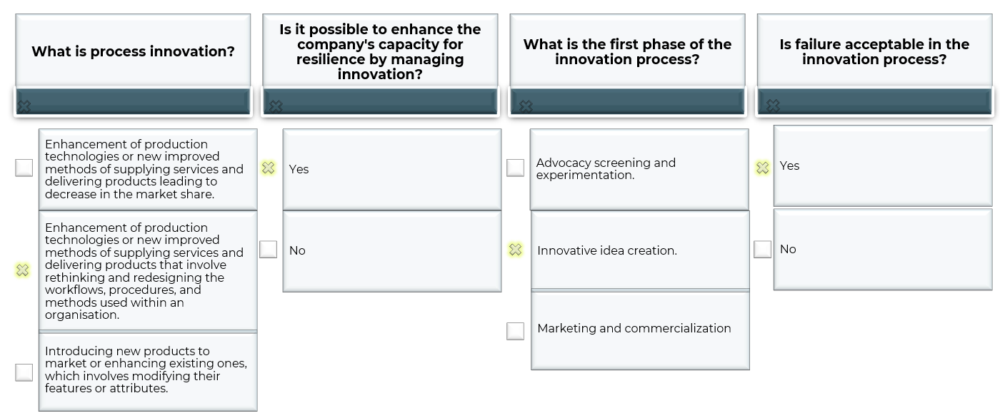 What is process innovation?
Enhancement of production
technologies or new improved
methods of supplying services and
delivering products leading to
decrease in the market share.
Enhancement of production
technologies or new improved
methods of supplying services and
delivering products that involve
rethinking and redesigning the
workflows, procedures, and
methods used within an
organisation.
Introducing new products to
market or enhancing existing ones,
which involves modifying their
features or attributes.
Is it possible to enhance the
company's capacity for
resilience by managing
innovation?
Yes
No
What is the first phase of the
innovation process?
Advocacy screening and
experimentation.
Innovative idea creation.
Marketing and commercialization
Is failure acceptable in the
innovation process?
Yes
No